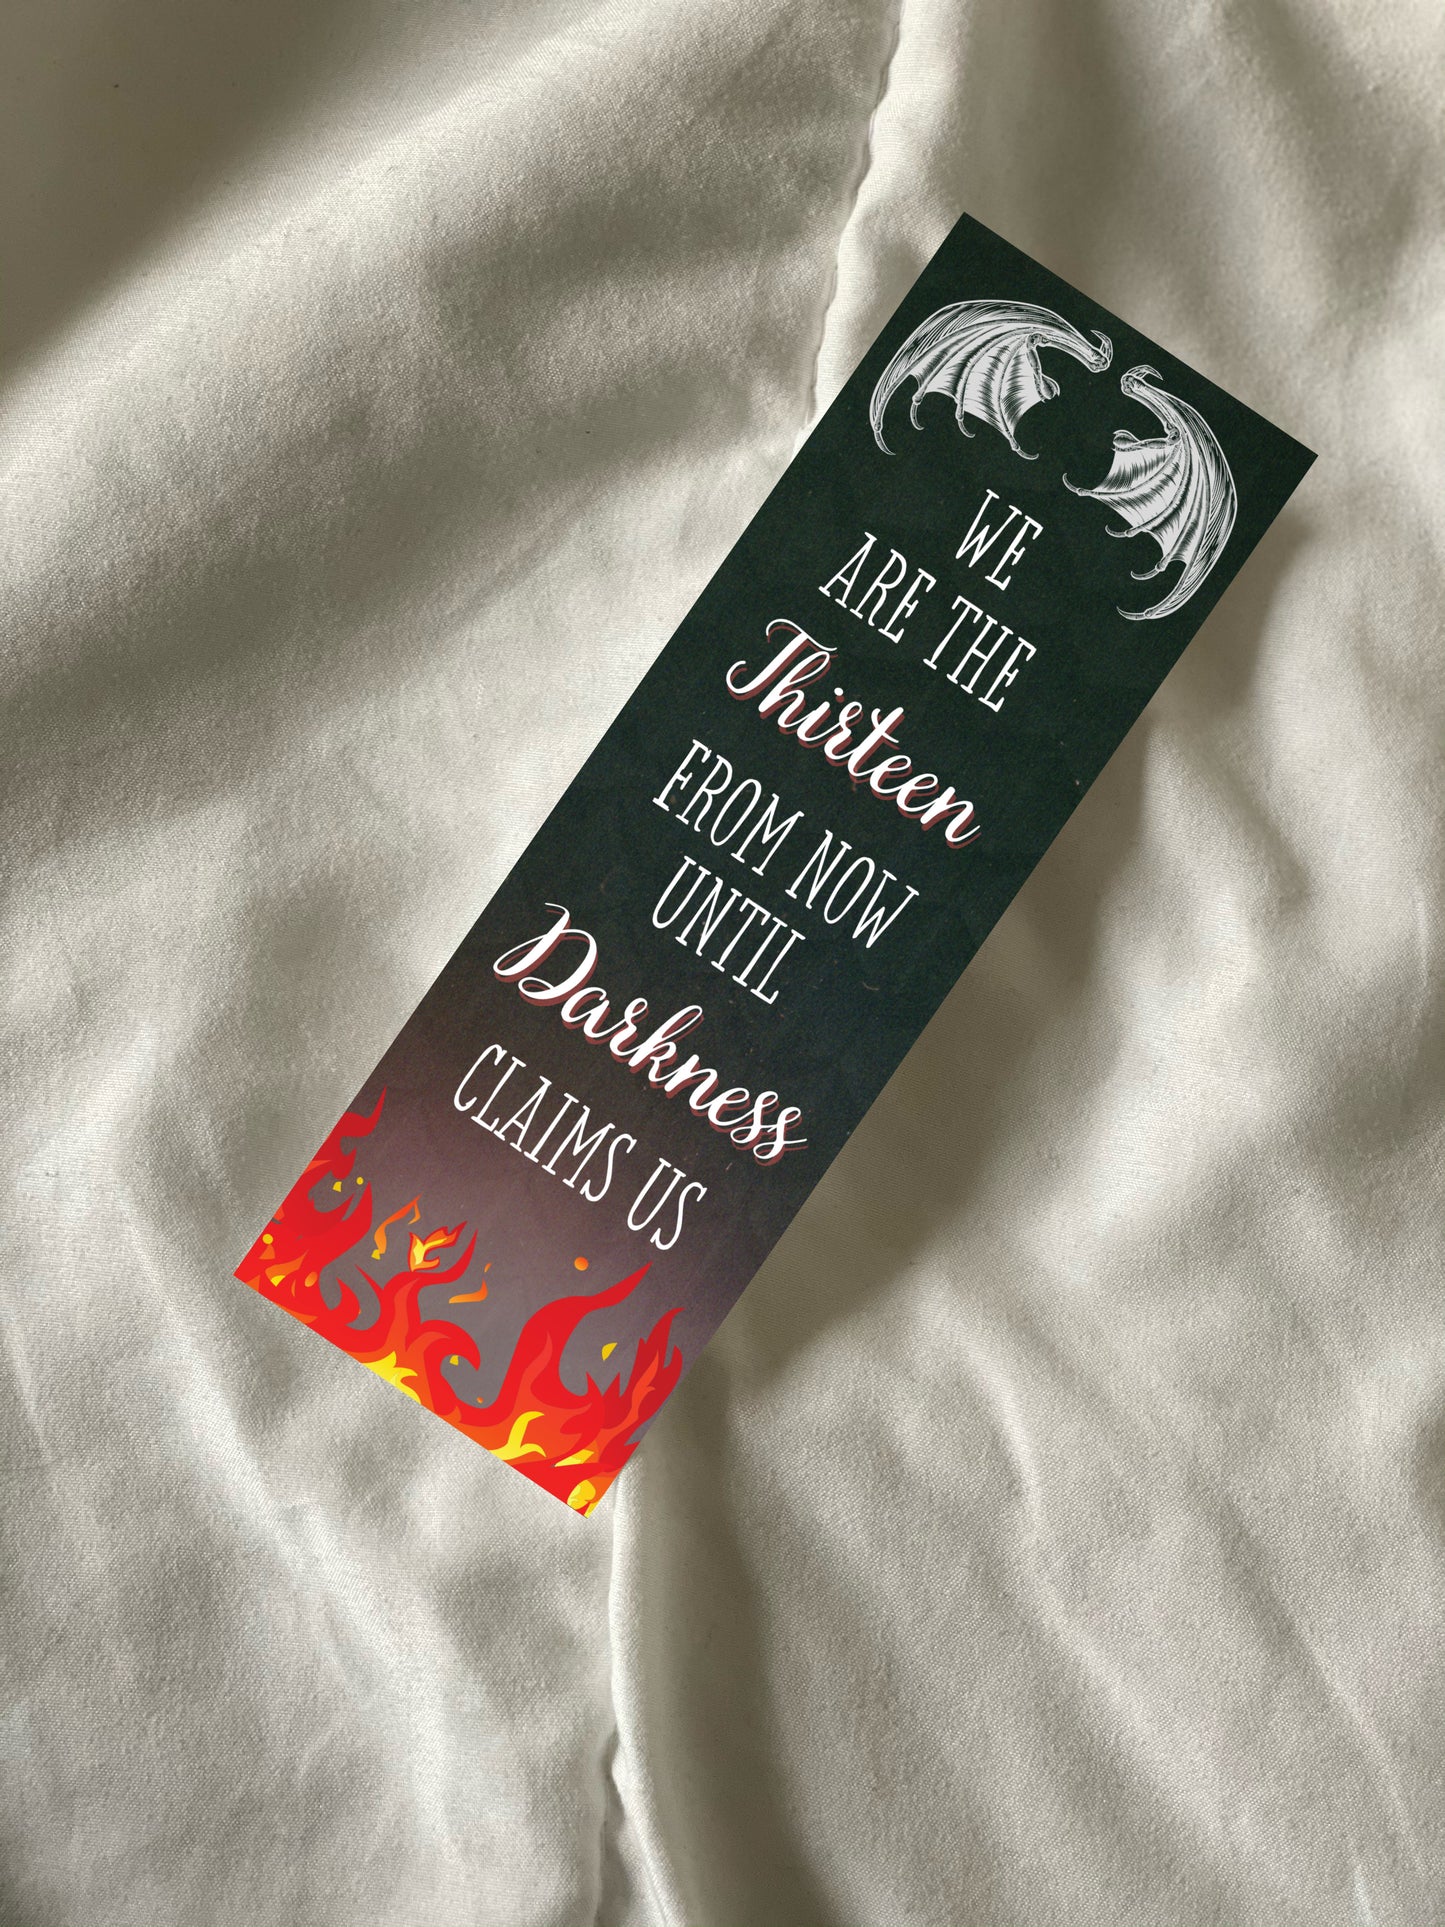 WE
ARE THE
Thirteen
FROM NOW
UNTIL
Darkness
CLAIMS US